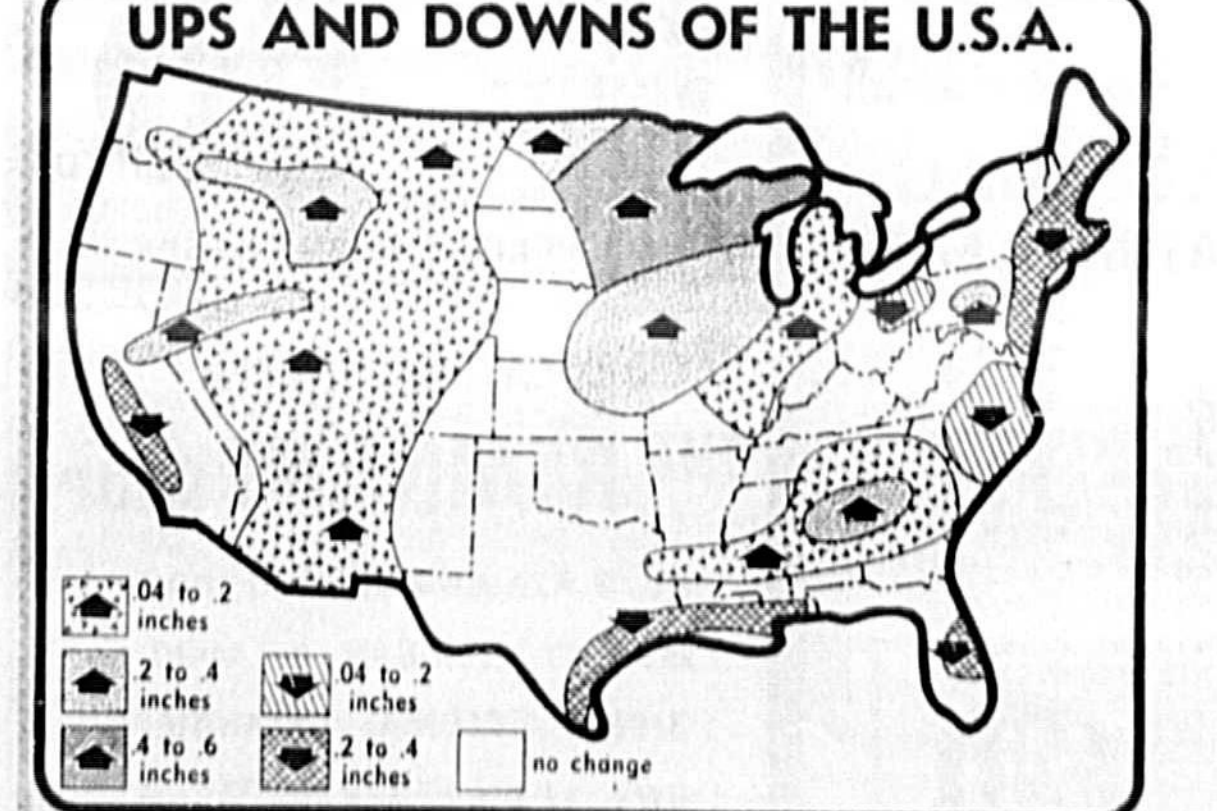 UPS AND DOWNS OF THE U.S.A.
.04 to .2
inches
.2 to .4
inches
.4 to .6
inches
.04 to .2
inches
.2 to .4
inches
no change